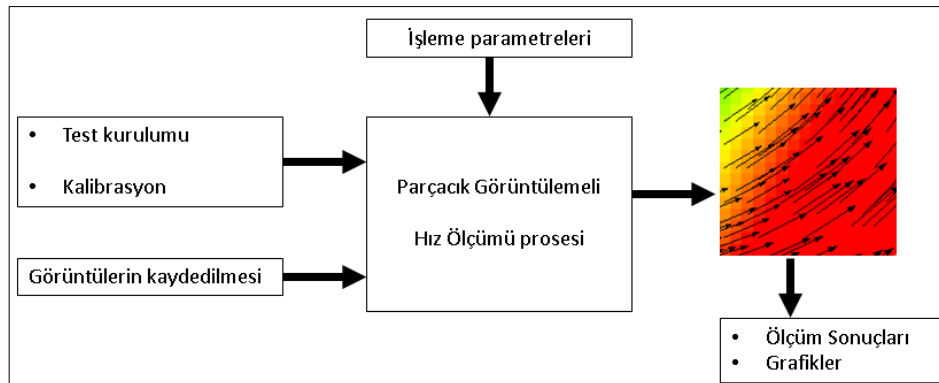 İşleme parametreleri
• Test kurulumu
• Kalibrasyon
Parçacık Görüntülemeli
Hız Ölçümü prosesi
Görüntülerin kaydedilmesi
• Ölçüm Sonuçları
• Grafikler